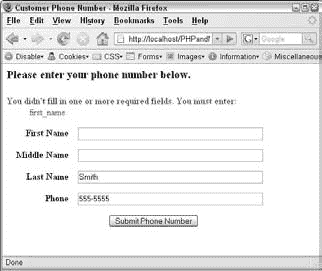 Customer Phone Number - Mozilla Firefox
File Edit View History Bookmarks Tools Help
http://localhost/PHPandM
Google
Disable Cookies CSS Forms Images Information Miscellaneous
Please enter your phone number below.
You didn't fill in one or more required fields. You must enter:
first_name
First Name
Middle Name
Last Name Smith
Phone 555-5555
Submit Phone Number
Done